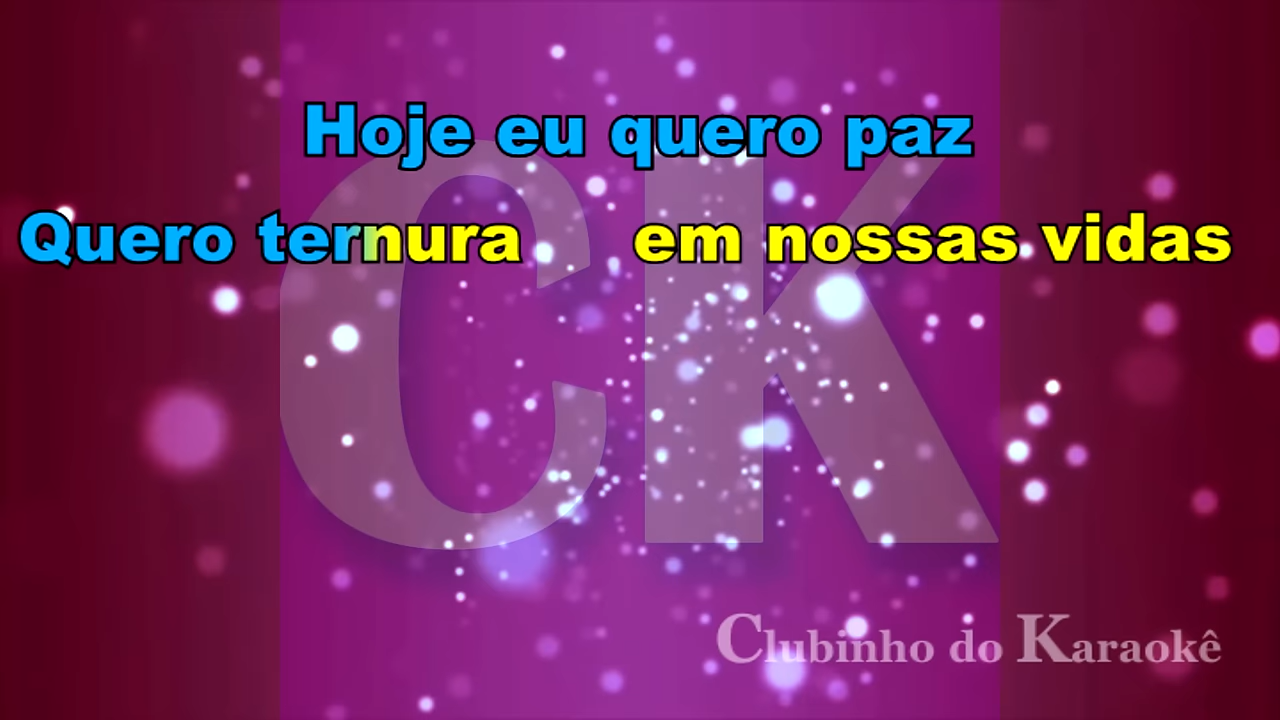 Hoje eu quero paz
Quero ternura em nossas vidas
CK
Clubinho do Karaokê